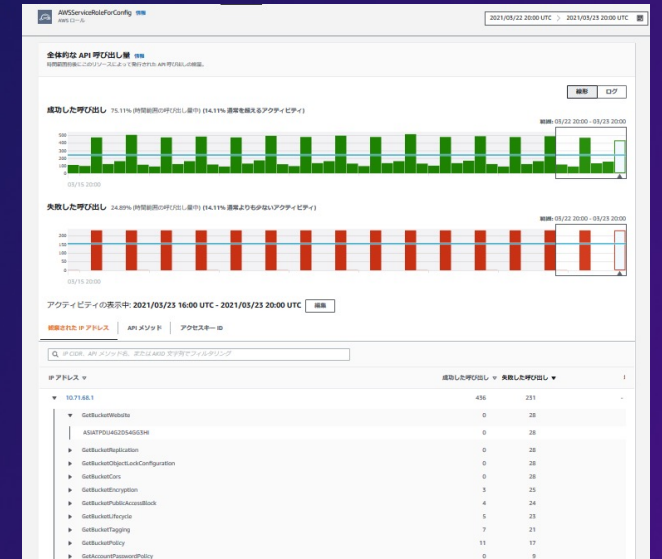 AWSServiceRoleForConfig 情報
AWS ロール
2021/03/22 20:00 UTC > 2021/03/23 20:00 UTC
全体的な API 呼び出し量 情報
線形 ログ
成功した呼び出し 75.11% (時間範囲の呼び出し量中) (14.11% 通常を超えるアクティビティ)
範囲: 03/22 20:00 - 03/23 20:00
500
400
300
200
100
0
03/15 20:00
失敗した呼び出し 24.89% (時間範囲の呼び出し量中) (14.11% 通常よりも少ないアクティビティ)
範囲: 03/22 20:00 - 03/23 20:00
200
150
100
50
0
03/15 20:00
アクティビティの表示中: 2021/03/23 16:00 UTC - 2021/03/23 20:00 UTC 編集
観察された IP アドレス API メソッド アクセスキー ID
IP CIDR、API メソッド名、または AKID 文字列でフィルタリング
IP アドレス 成功した呼び出し 失敗した呼び出し
10.71.68.1 436 231 -
GetBucketWebsite 0 28
ASIATPDU4G2DS4G53HI 0 28
GetBucketReplication 0 28
GetBucketObjectLockConfiguration 0 28
GetBucketCors 0 28
GetBucketEncryption 3 25
GetBucketPublicAccessBlock 4 24
GetBucketLifecycle 5 23
GetBucketTagging 7 21
GetBucketPolicy 11 17
GetAccountPasswordPolicy 0 9